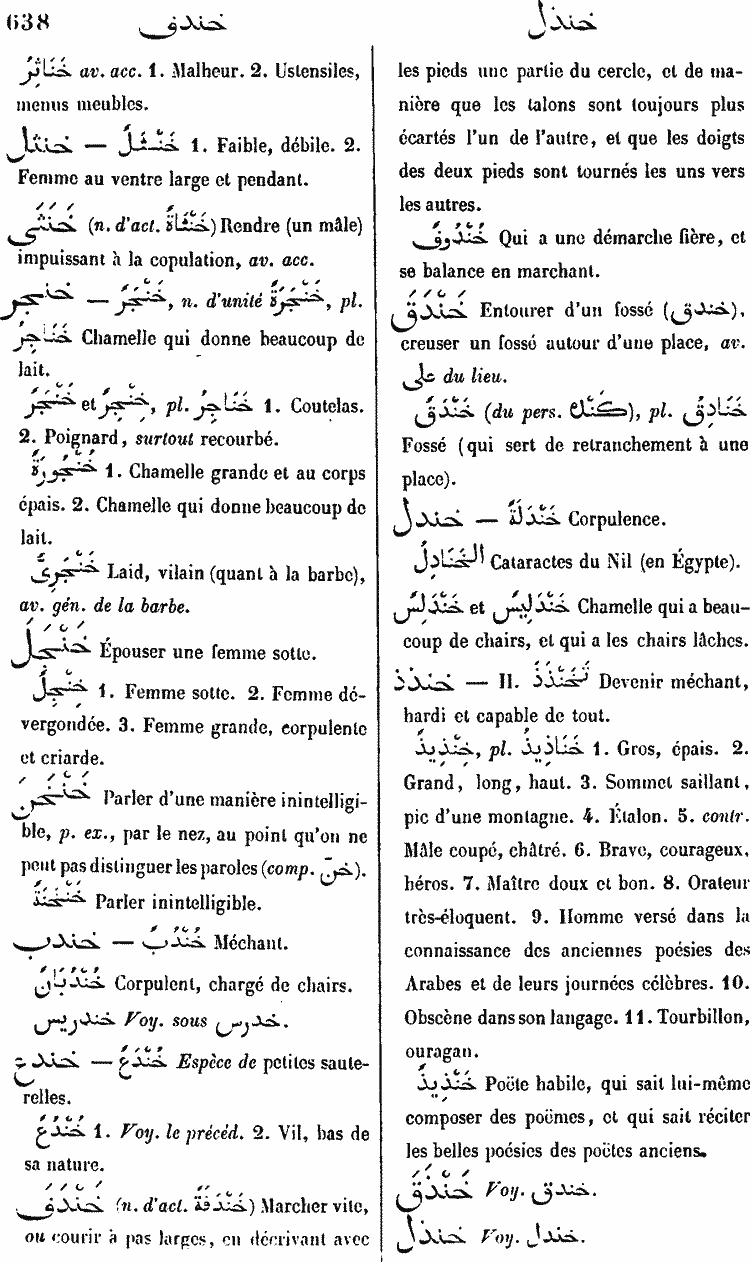 638
خندق
خنذل
خَنَاثِرُ av. acc. 1. Malheur. 2. Ustensiles,
menus meubles.
خنثل — خَنْثَلٌ 1. Faible, débile. 2.
Femme au ventre large et pendant.
خَنْثَى (n. d'act. خَنْثَاةٌ) Rendre (un mâle)
impuissant à la copulation, av. acc.
خنجر — خَنْجَرٌ, n. d'unité خَنْجَرَةٌ, pl.
خَنَاجِرُ Chamelle qui donne beaucoup de
lait.
خَنْجَرٌ et خِنْجِرٌ, pl. خَنَاجِرُ 1. Coutelas.
2. Poignard, surtout recourbé.
خَنْجُورَةٌ 1. Chamelle grande et au corps
épais. 2. Chamelle qui donne beaucoup de
lait.
خَنْجَرِىٌّ Laid, vilain (quant à la barbe),
av. gén. de la barbe.
خَنْجَلَ Épouser une femme sotte.
خِنْجِلٌ 1. Femme sotte. 2. Femme dé-
vergondée. 3. Femme grande, corpulente
et criarde.
خَنْخَنَ Parler d'une manière inintelligi-
ble, p. ex., par le nez, au point qu'on ne
peut pas distinguer les paroles (comp. خنّ).
خَنْخَنَةٌ Parler inintelligible.
خندب — خُنْدُبٌ Méchant.
خُنْدُبَانٌ Corpulent, chargé de chairs.
خندريس Voy. sous خدرس.
خندع — خُنْدَعٌ Espèce de petites saute-
relles.
خُنْدُعٌ 1. Voy. le précéd. 2. Vil, bas de
sa nature.
خَنْدَفَ (n. d'act. خَنْدَفَةٌ) Marcher vite,
ou courir à pas larges, en décrivant avec
les pieds une partie du cercle, et de ma-
nière que les talons sont toujours plus
écartés l'un de l'autre, et que les doigts
des deux pieds sont tournés les uns vers
les autres.
خُنْدُوفٌ Qui a une démarche fière, et
se balance en marchant.
خَنْدَقَ Entourer d'un fossé (خندق),
creuser un fossé autour d'une place, av.
على du lieu.
خَنْدَقٌ (du pers. كَنْدَك), pl. خَنَادِقُ
Fossé (qui sert de retranchement à une
place).
خندل — خَنْدَلَةٌ Corpulence.
الخَنَادِلُ Cataractes du Nil (en Égypte).
خَنْدَلِسٌ et خَنْدَلِيسٌ Chamelle qui a beau-
coup de chairs, et qui a les chairs lâches.
خنذذ — II. تَخَنْذَذَ Devenir méchant,
hardi et capable de tout.
خِنْذِيذٌ, pl. خَنَاذِيذُ 1. Gros, épais. 2.
Grand, long, haut. 3. Sommet saillant,
pic d'une montagne. 4. Étalon. 5. contr.
Mâle coupé, châtré. 6. Brave, courageux,
héros. 7. Maître doux et bon. 8. Orateur
très-éloquent. 9. Homme versé dans la
connaissance des anciennes poésies des
Arabes et de leurs journées célèbres. 10.
Obscène dans son langage. 11. Tourbillon,
ouragan.
خَنْذِيذٌ Poëte habile, qui sait lui-même
composer des poëmes, et qui sait réciter
les belles poésies des poëtes anciens.
خَنْذَقَ Voy. خندق.
خَنْذَلَ Voy. خندل.